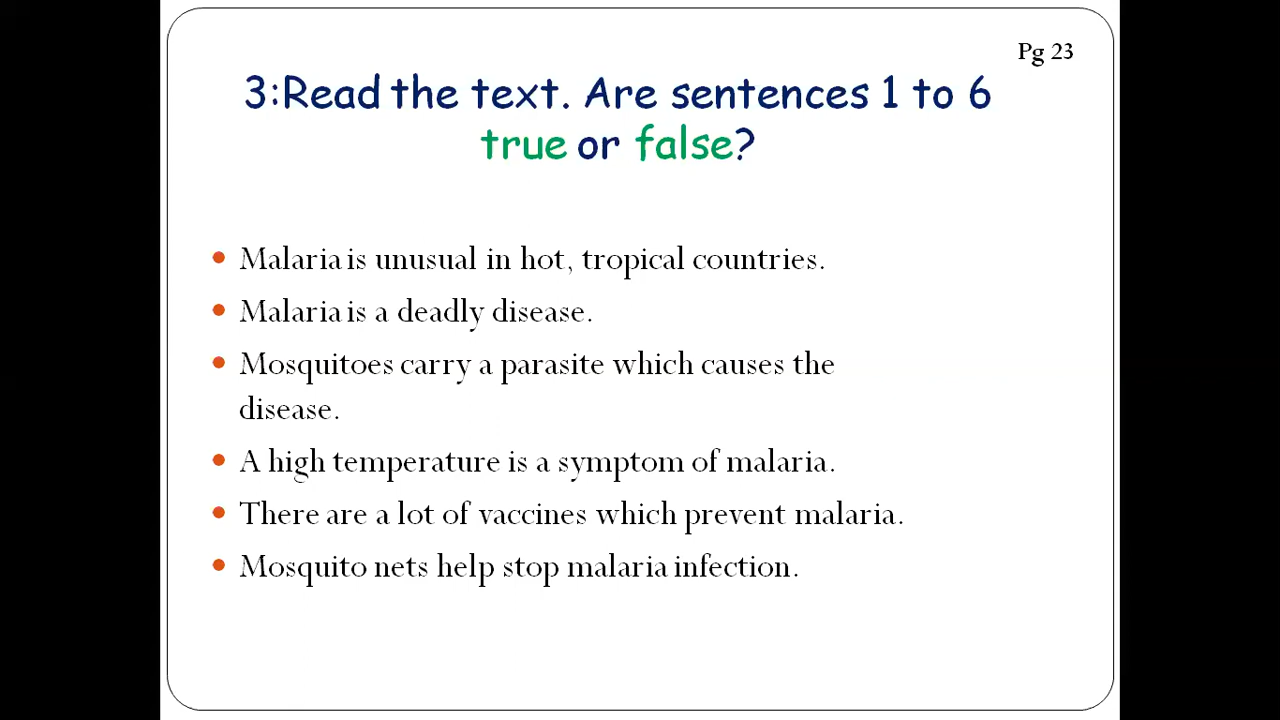 Pg 23
3:Read the text. Are sentences 1 to 6
true or false?
• Malaria is unusual in hot, tropical countries.
• Malaria is a deadly disease.
• Mosquitoes carry a parasite which causes the
disease.
• A high temperature is a symptom of malaria.
• There are a lot of vaccines which prevent malaria.
• Mosquito nets help stop malaria infection.